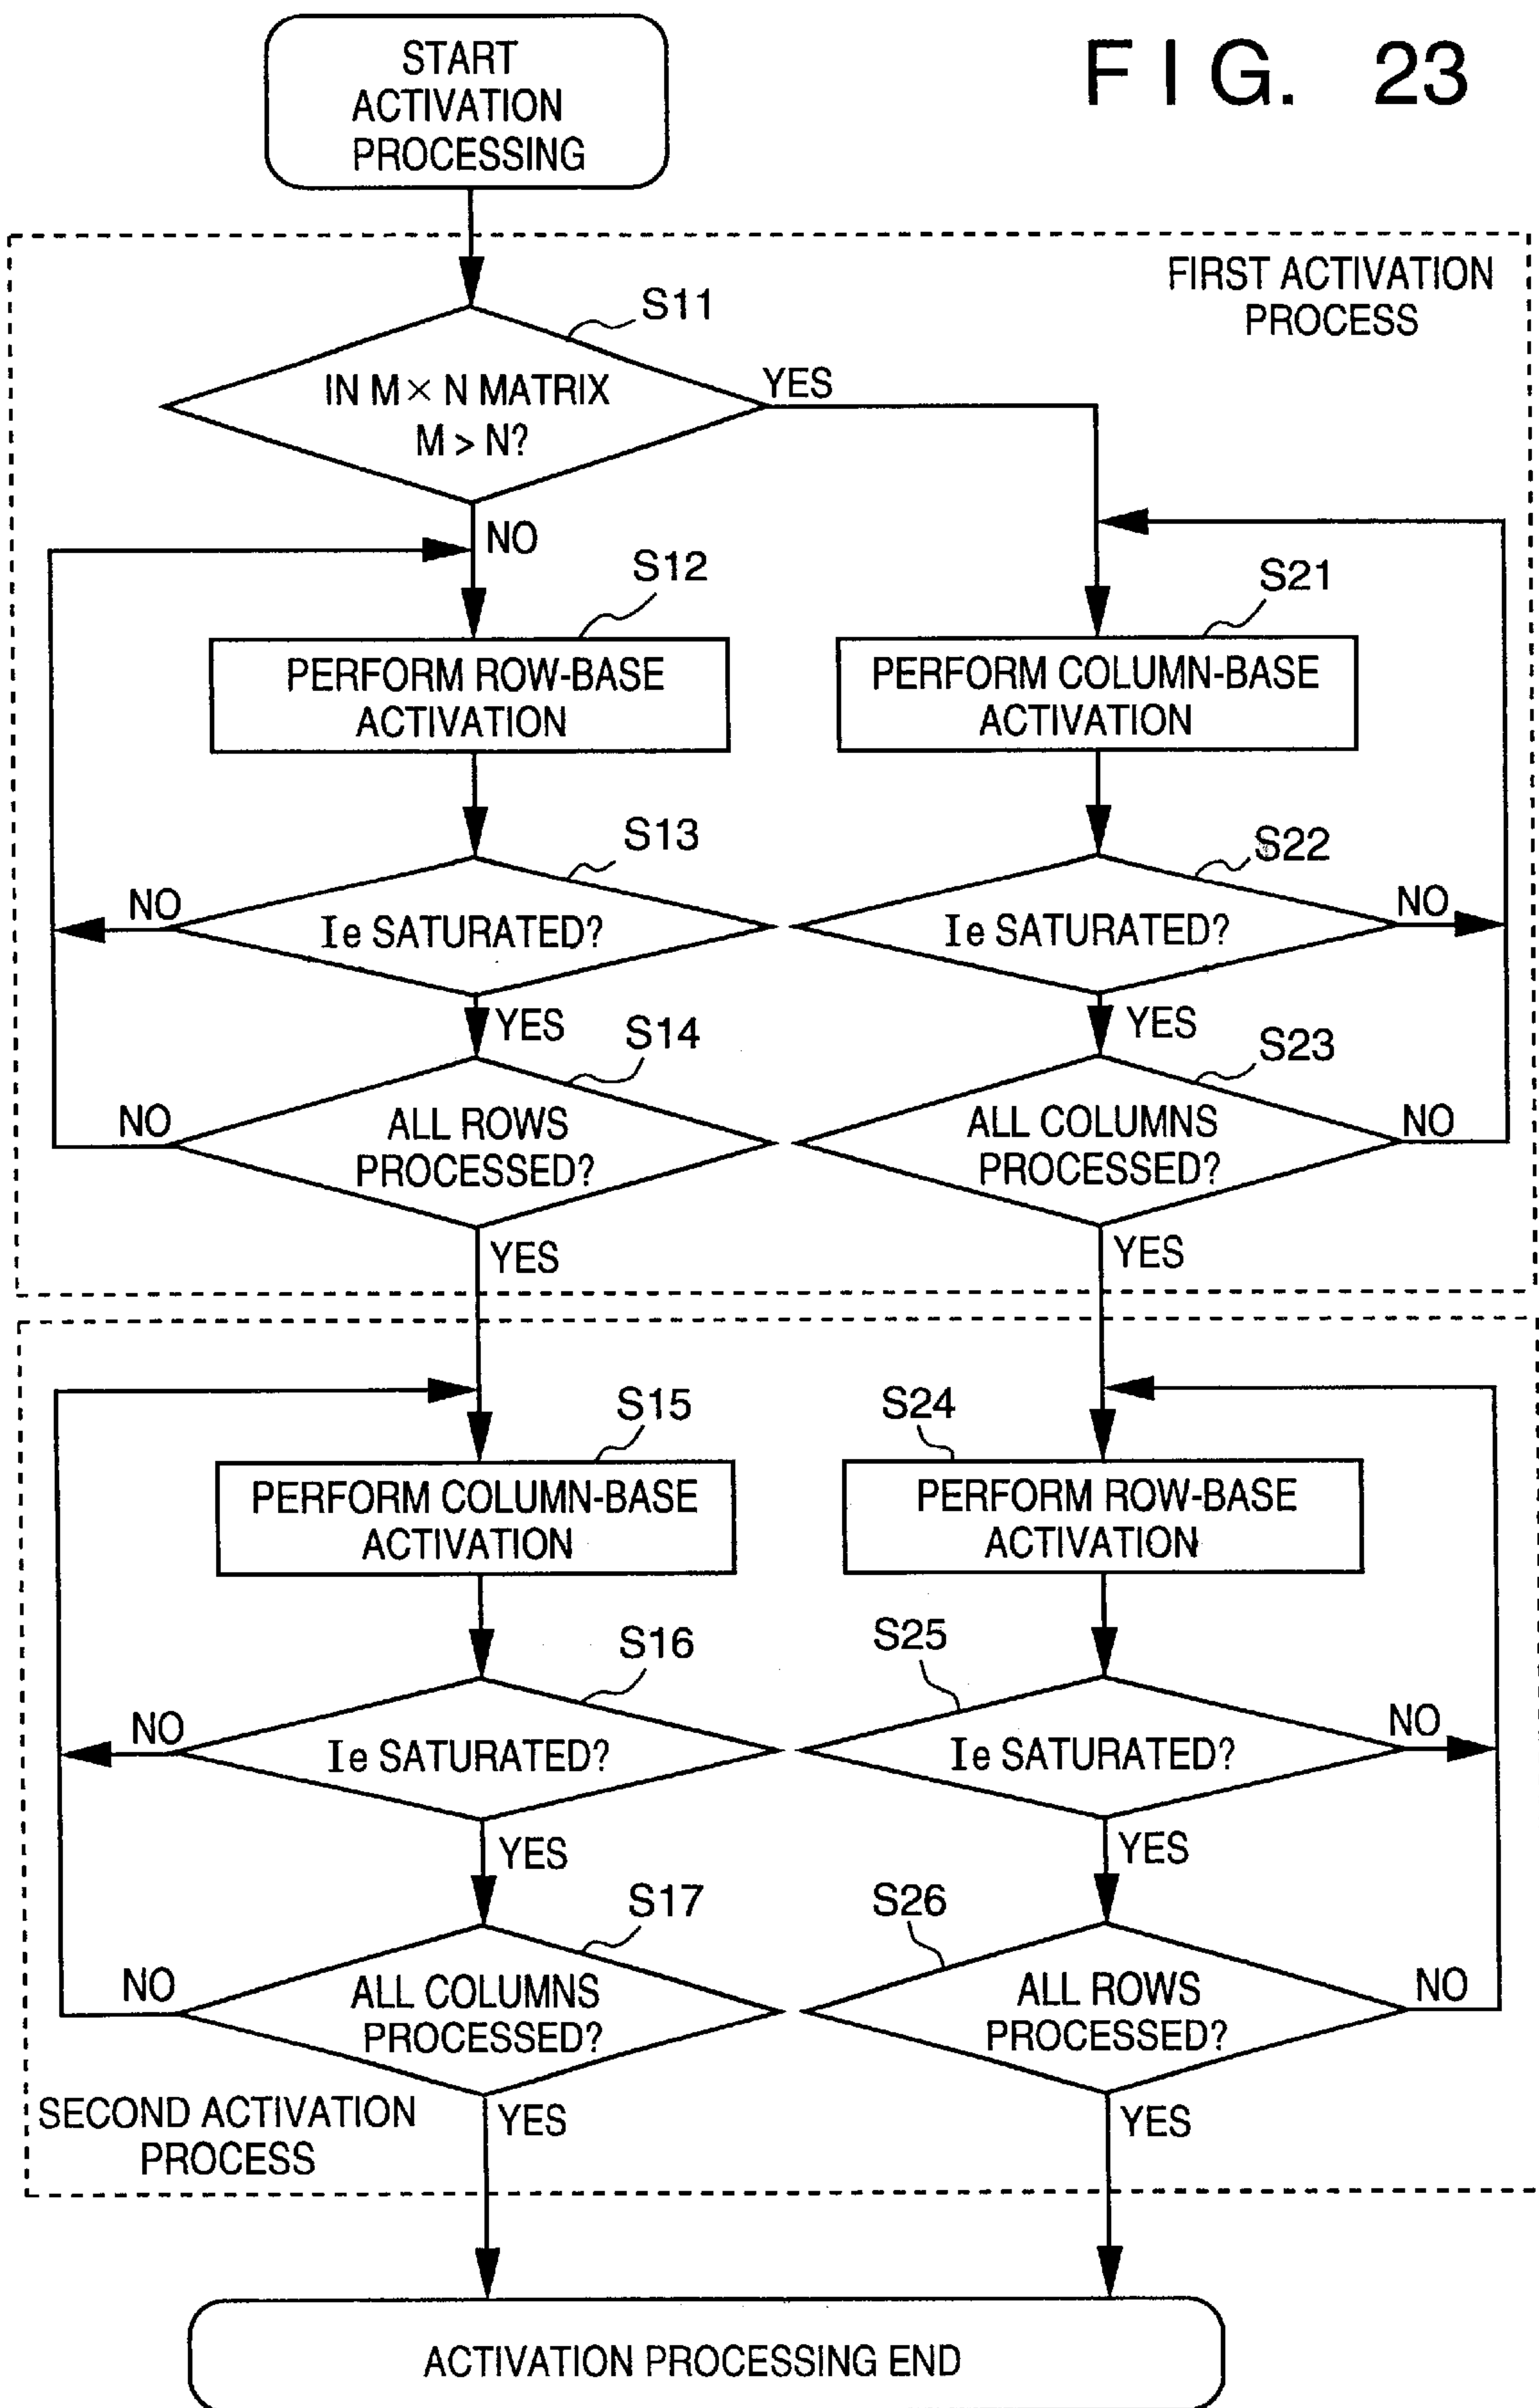 START
ACTIVATION
PROCESSING
FIG. 23
FIRST ACTIVATION
PROCESS
S11
IN M × N MATRIX
M > N?
YES
NO
S12
PERFORM ROW-BASE
ACTIVATION
S21
PERFORM COLUMN-BASE
ACTIVATION
S13
NO
Ie SATURATED?
YES
S22
Ie SATURATED?
NO
YES
S14
NO
ALL ROWS
PROCESSED?
YES
S23
ALL COLUMNS
PROCESSED?
NO
YES
S15
PERFORM COLUMN-BASE
ACTIVATION
S24
PERFORM ROW-BASE
ACTIVATION
S16
NO
Ie SATURATED?
YES
S25
Ie SATURATED?
NO
YES
S17
NO
ALL COLUMNS
PROCESSED?
YES
S26
ALL ROWS
PROCESSED?
NO
YES
SECOND ACTIVATION
PROCESS
ACTIVATION PROCESSING END